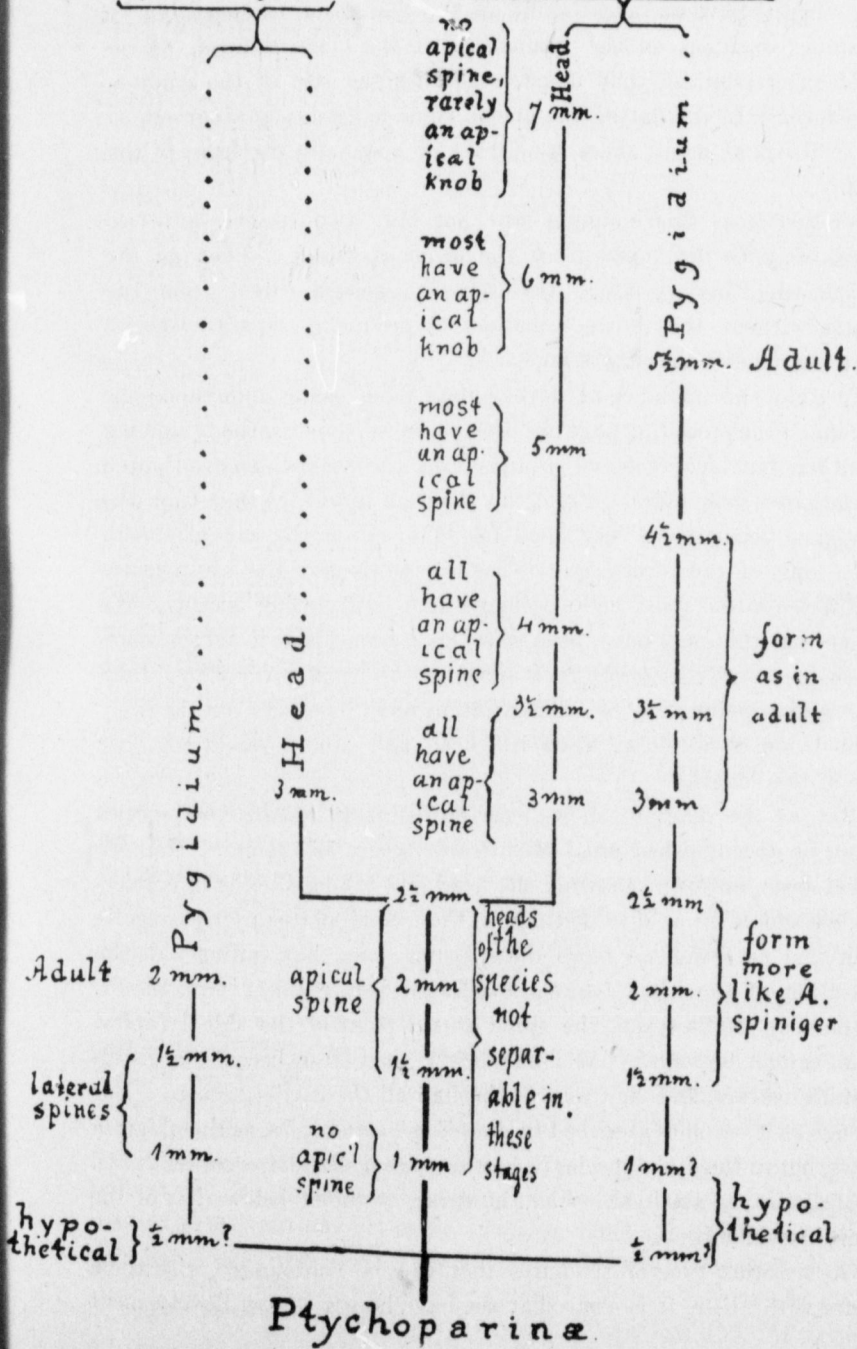 no
apical
spine,
rarely
an ap-
ical
knob
7 mm.
Head
Pygidium
most
have
an ap-
ical
knob
6 mm.
5½ mm. Adult.
most
have
an ap-
ical
spine
5 mm
4½ mm.
all
have
an ap-
ical
spine
4 mm.
form
as in
adult
3½ mm.
3½ mm
all
have
an ap-
ical
spine
3 mm
3 mm
Pygidium
Head
3 mm.
2½ mm
2½ mm
heads
of the
species
not
separ-
able in
these
stages
form
more
like A.
spiniger
Adult
2 mm.
apical
spine
2 mm
2 mm.
1½ mm.
1½ mm.
1½ mm.
lateral
spines
1 mm.
no
apic'l
spine
1 mm
1 mm?
hypo-
thetical
½ mm?
½ mm?
hypo-
thetical
Ptychoparinæ